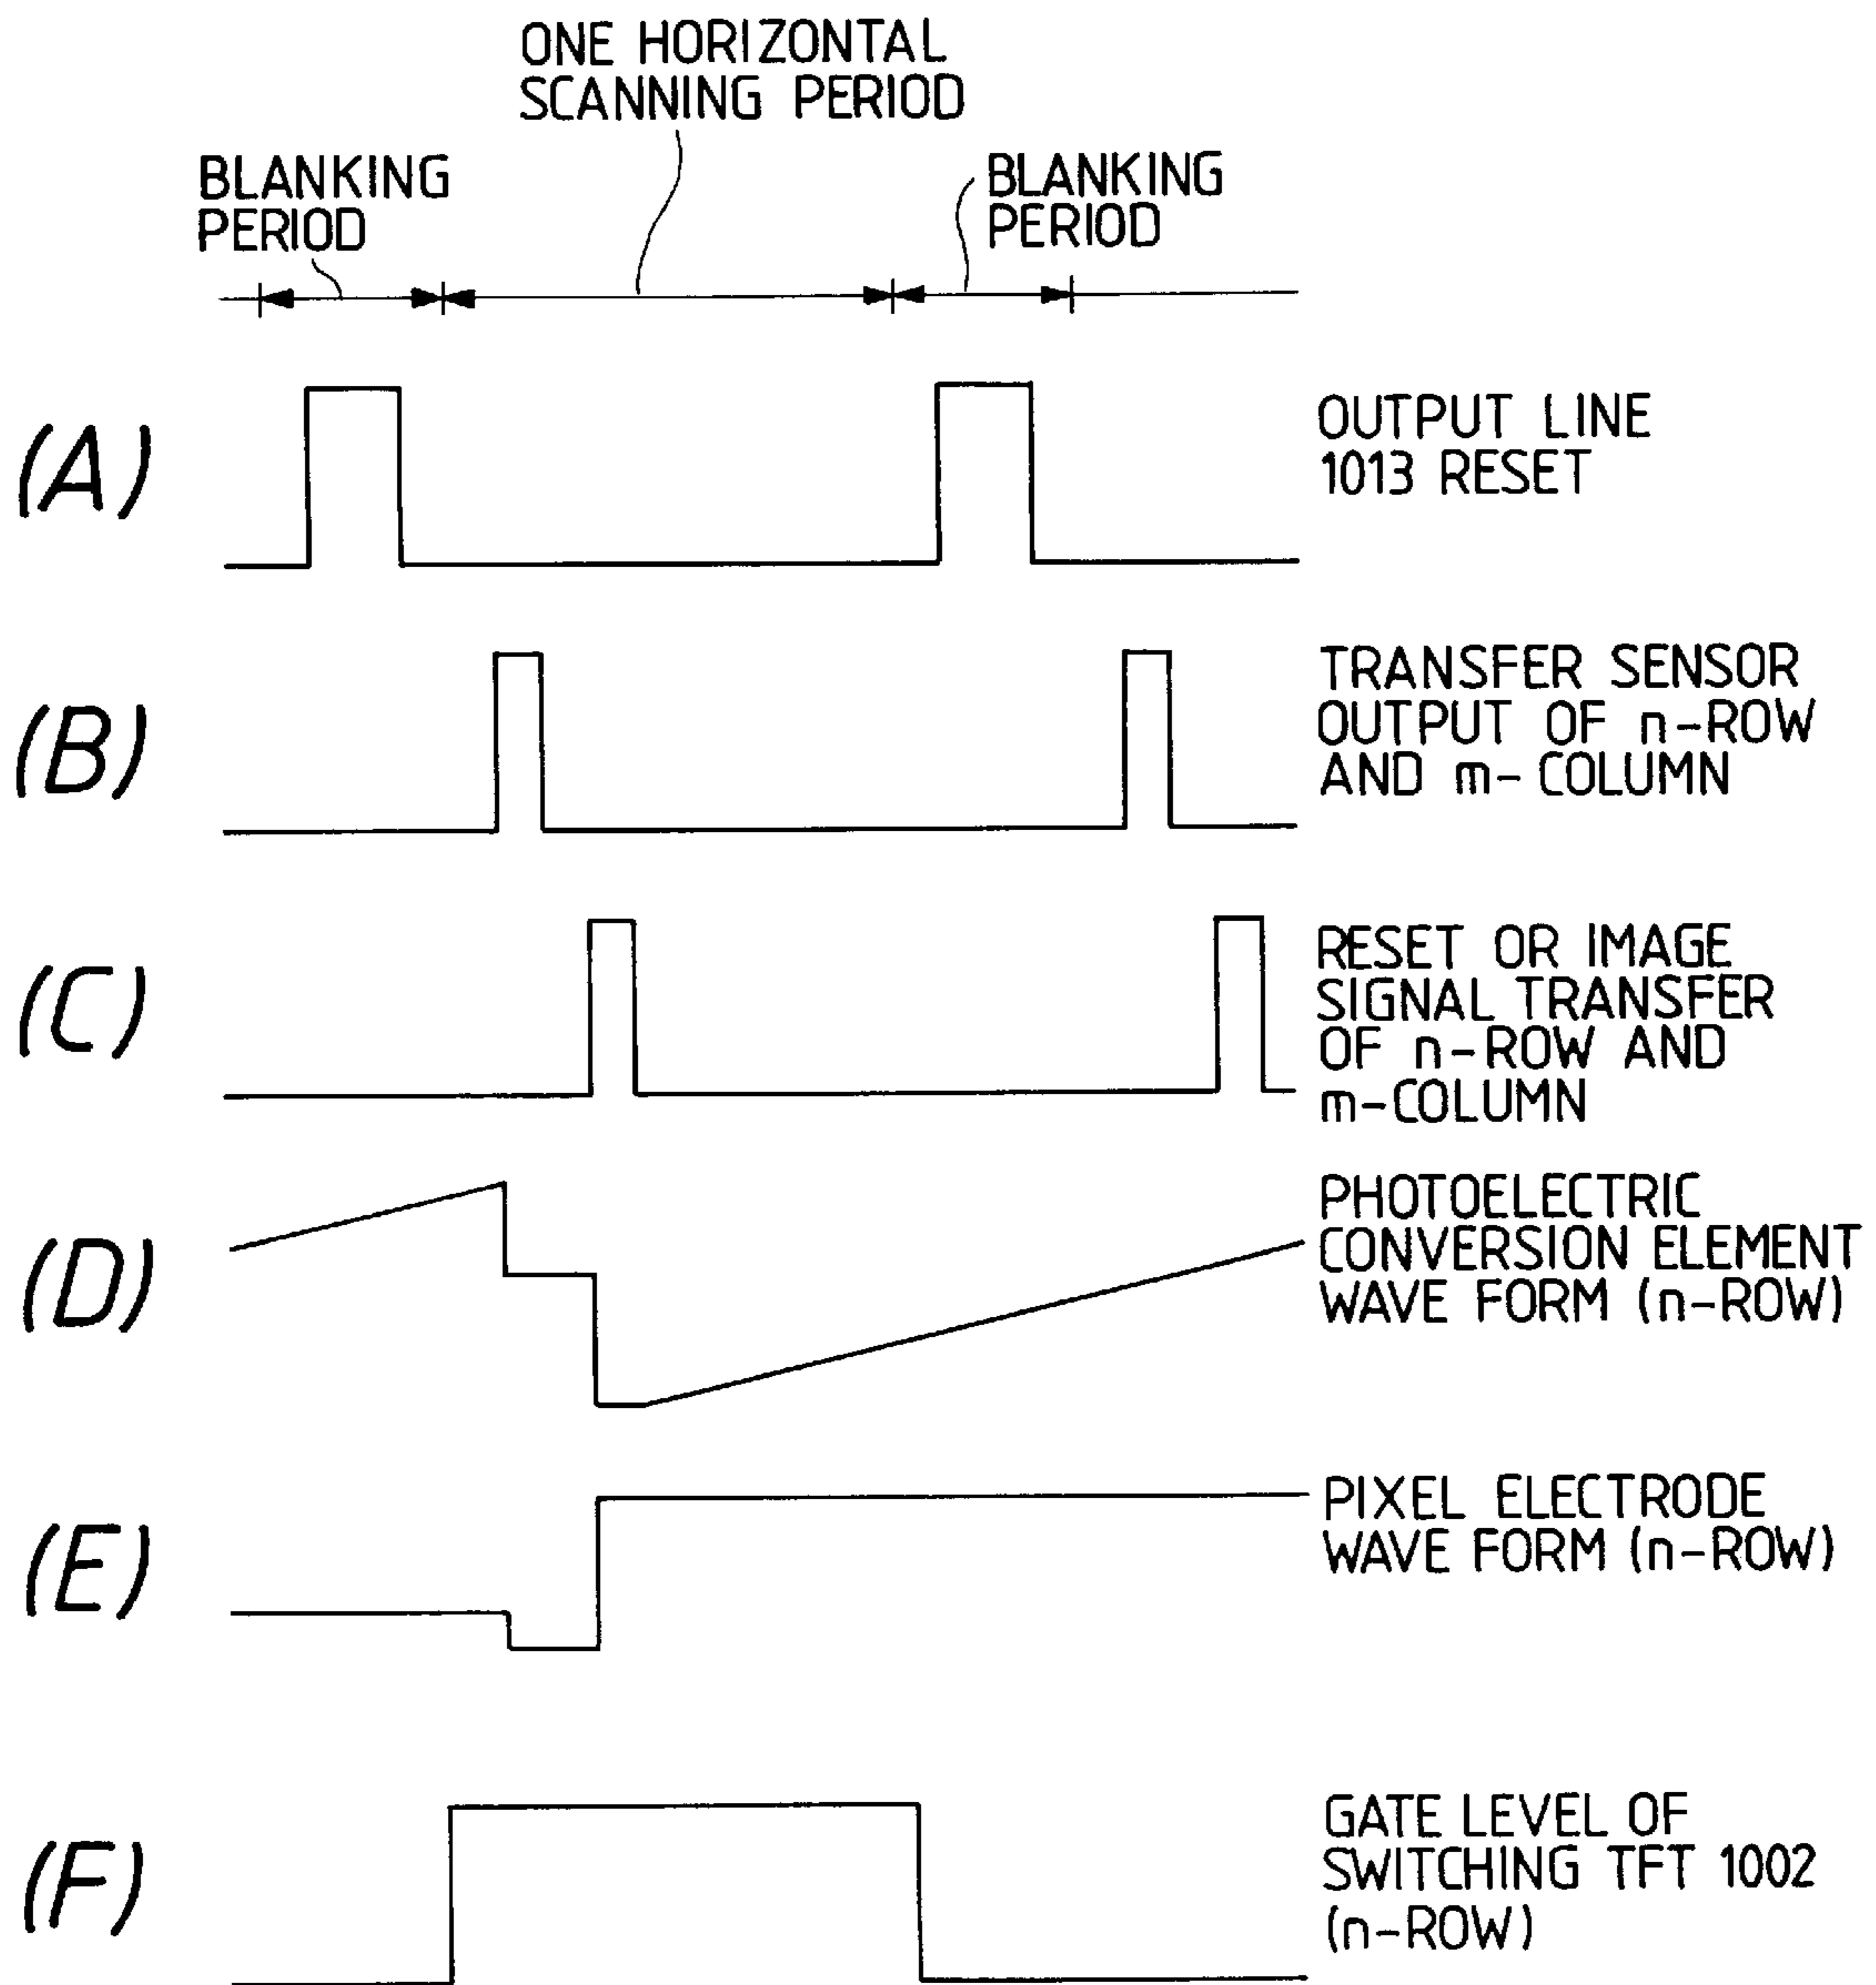 ONE HORIZONTAL
SCANNING PERIOD
BLANKING
PERIOD
BLANKING
PERIOD
(A)
OUTPUT LINE
1013 RESET
(B)
TRANSFER SENSOR
OUTPUT OF n-ROW
AND m-COLUMN
(C)
RESET OR IMAGE
SIGNAL TRANSFER
OF n-ROW AND
m-COLUMN
(D)
PHOTOELECTRIC
CONVERSION ELEMENT
WAVE FORM (n-ROW)
(E)
PIXEL ELECTRODE
WAVE FORM (n-ROW)
(F)
GATE LEVEL OF
SWITCHING TFT 1002
(n-ROW)